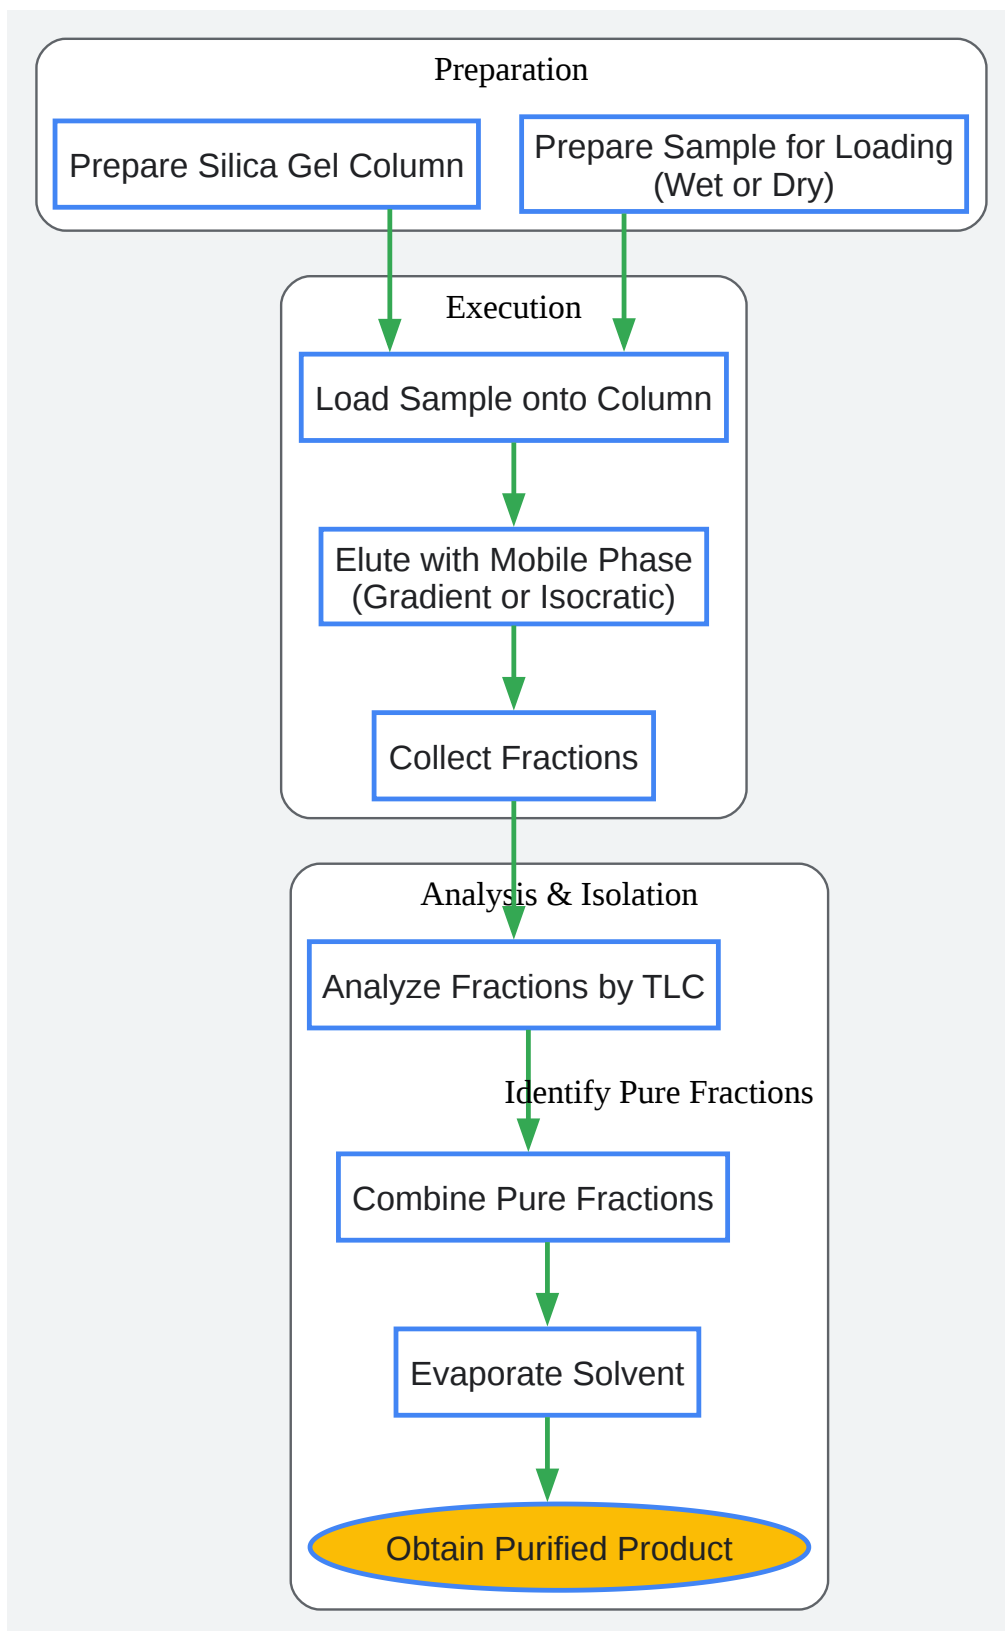 Preparation
Prepare Silica Gel Column
Prepare Sample for Loading
(Wet or Dry)
Execution
Load Sample onto Column
Elute with Mobile Phase
(Gradient or Isocratic)
Collect Fractions
Analysis & Isolation
Analyze Fractions by TLC
Identify Pure Fractions
Combine Pure Fractions
Evaporate Solvent
Obtain Purified Product